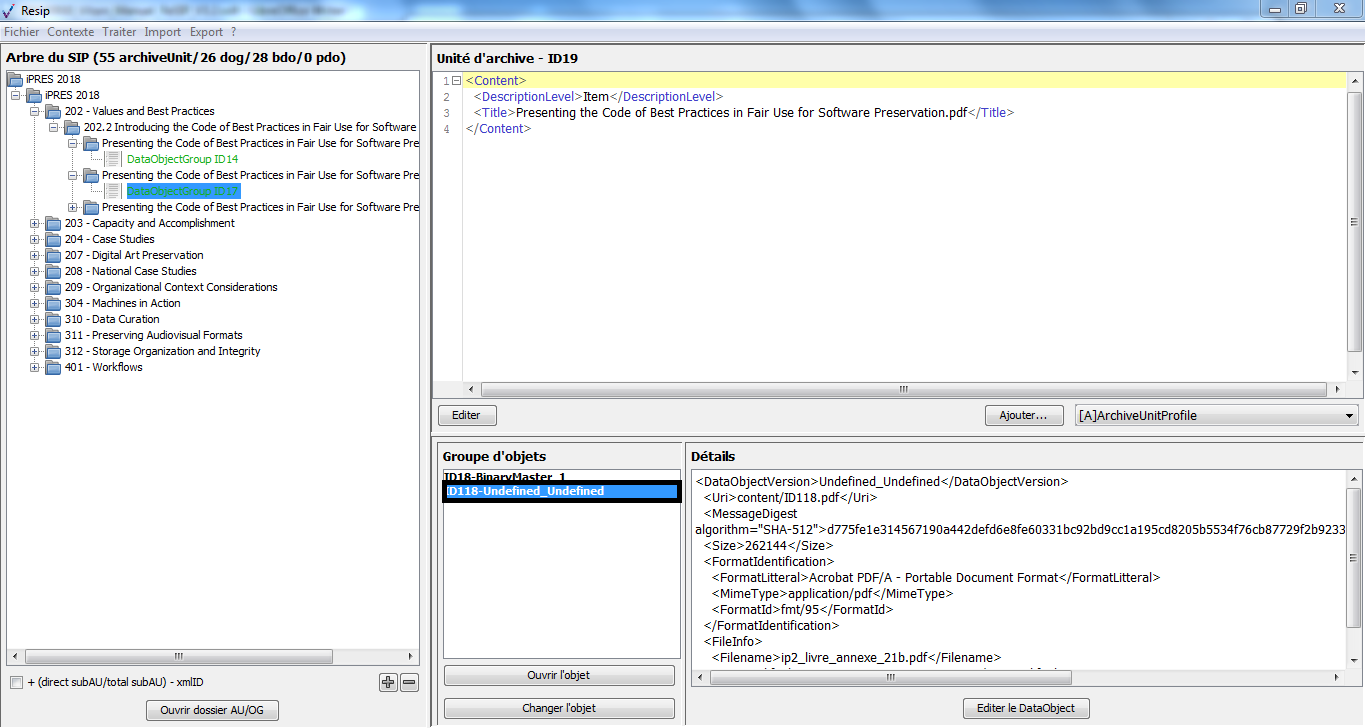 Resip
Fichier Contexte Traiter Import Export ?
Arbre du SIP (55 archiveUnit/26 dog/28 bdo/0 pdo)
iPRES 2018
iPRES 2018
202 - Values and Best Practices
202.2 Introducing the Code of Best Practices in Fair Use for Software
Presenting the Code of Best Practices in Fair Use for Software Pre
DataObjectGroup ID14
Presenting the Code of Best Practices in Fair Use for Software Pre
DataObjectGroup ID17
Presenting the Code of Best Practices in Fair Use for Software Pre
203 - Capacity and Accomplishment
204 - Case Studies
207 - Digital Art Preservation
208 - National Case Studies
209 - Organizational Context Considerations
304 - Machines in Action
310 - Data Curation
311 - Preserving Audiovisual Formats
312 - Storage Organization and Integrity
401 - Workflows
+ (direct subAU/total subAU) - xmlID
Ouvrir dossier AU/OG
Unité d'archive - ID19
1 <Content>
2 <DescriptionLevel>Item</DescriptionLevel>
3 <Title>Presenting the Code of Best Practices in Fair Use for Software Preservation.pdf</Title>
4 </Content>
Editer
Ajouter...
[A]ArchiveUnitProfile
Groupe d'objets
ID18-BinaryMaster_1
ID118-Undefined_Undefined
Ouvrir l'objet
Changer l'objet
Détails
<DataObjectVersion>Undefined_Undefined</DataObjectVersion>
<Uri>content/ID118.pdf</Uri>
<MessageDigest
algorithm="SHA-512">d775fe1e314567190a442defd6e8fe60331bc92bd9cc1a195cd8205b5534f76cb87729f2b9233
<Size>262144</Size>
<FormatIdentification>
<FormatLitteral>Acrobat PDF/A - Portable Document Format</FormatLitteral>
<MimeType>application/pdf</MimeType>
<FormatId>fmt/95</FormatId>
</FormatIdentification>
<FileInfo>
<Filename>ip2_livre_annexe_21b.pdf</Filename>
Editer le DataObject